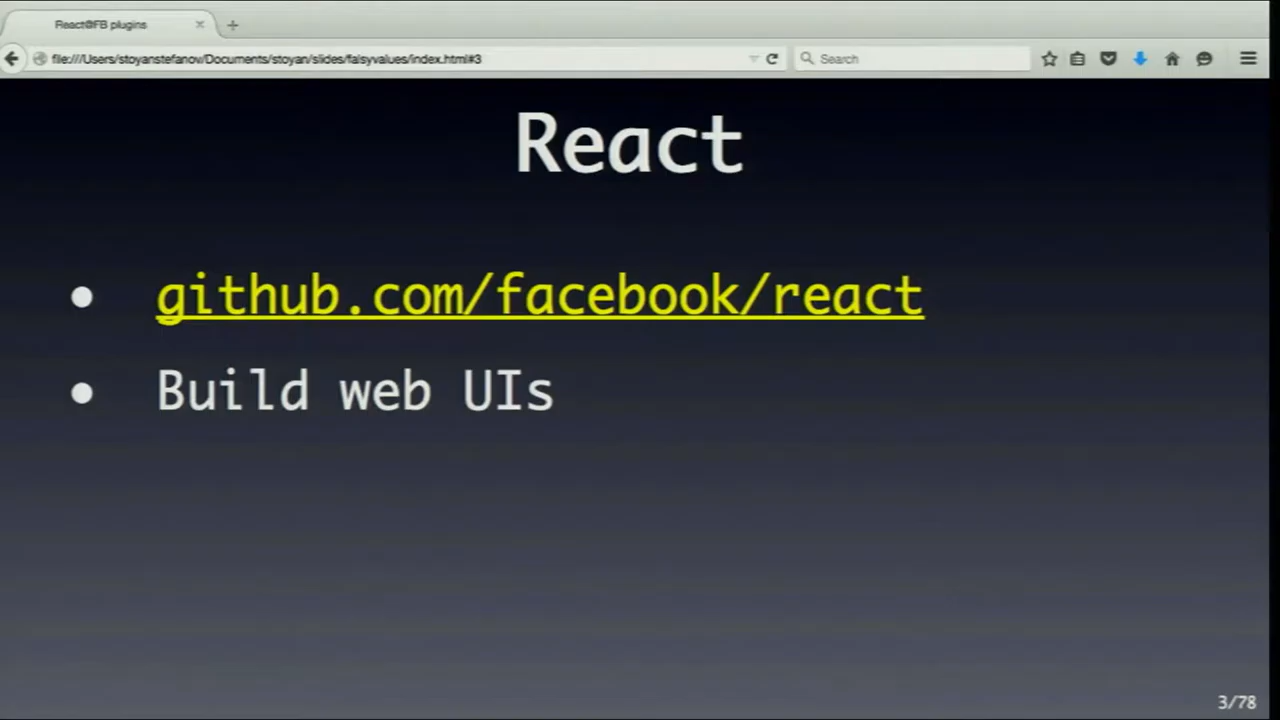 React@FB plugins
file:///Users/stoyanstefanov/Documents/stoyan/slides/falsyvalues/index.html#3
Search
React
• github.com/facebook/react
• Build web UIs
3/78